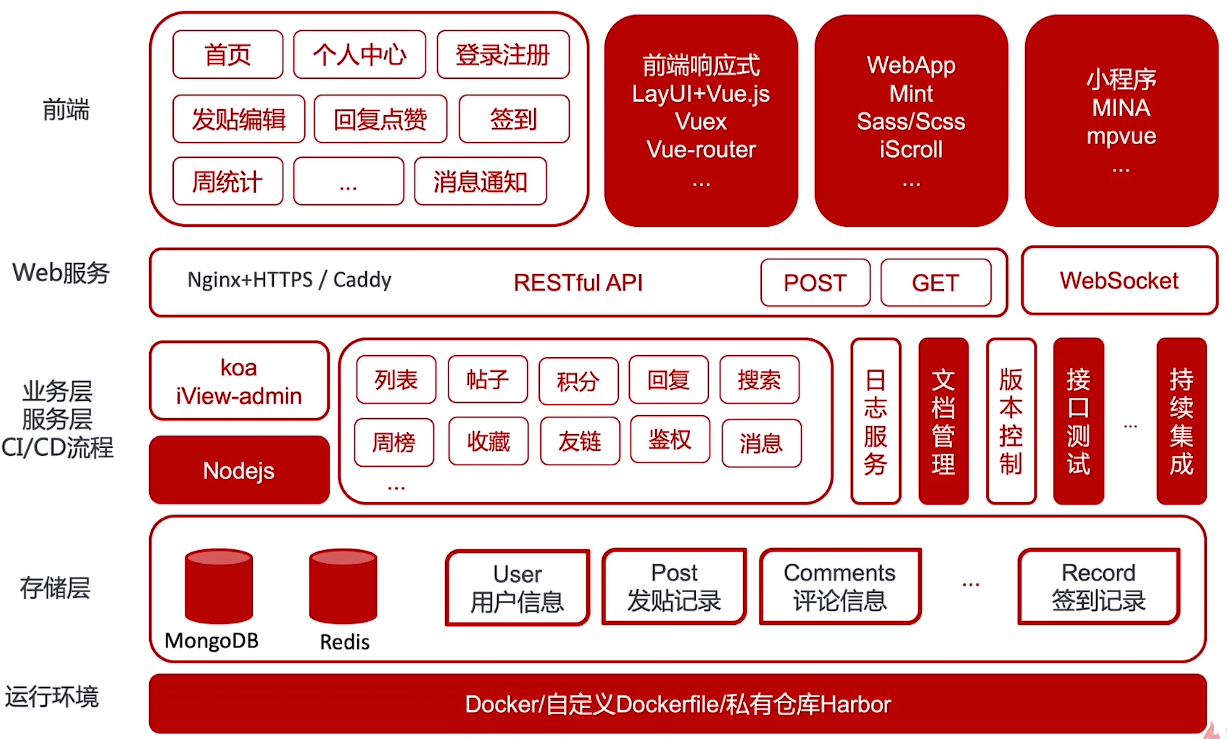 前端
首页
个人中心
登录注册
发贴编辑
回复点赞
签到
周统计
...
消息通知
前端响应式
LayUI+Vue.js
Vuex
Vue-router
...
WebApp
Mint
Sass/Scss
iScroll
...
小程序
MINA
mpvue
...
Web服务
Nginx+HTTPS / Caddy
RESTful API
POST
GET
WebSocket
业务层
服务层
CI/CD流程
koa
iView-admin
Nodejs
列表
帖子
积分
回复
搜索
周榜
收藏
友链
鉴权
消息
...
日志服务
文档管理
版本控制
接口测试
...
持续集成
存储层
MongoDB
Redis
User
用户信息
Post
发贴记录
Comments
评论信息
...
Record
签到记录
运行环境
Docker/自定义Dockerfile/私有仓库Harbor